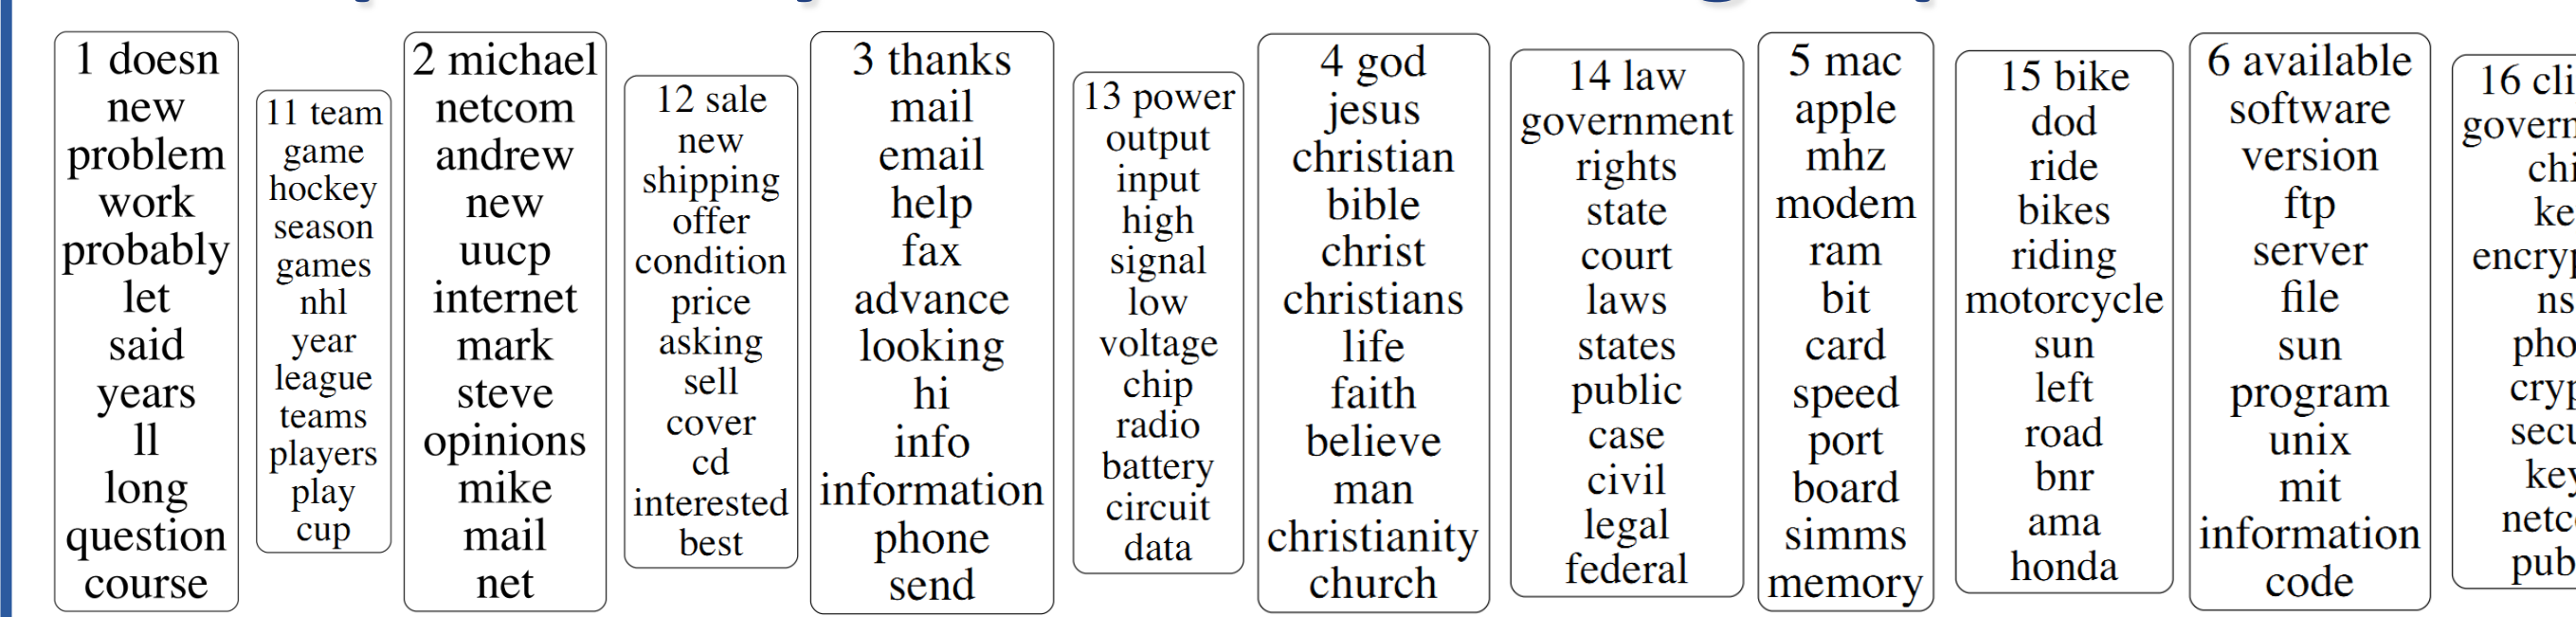 1 doesn
new
problem
work
probably
let
said
years
ll
long
question
course
11 team
game
hockey
season
games
nhl
year
league
teams
players
play
cup
2 michael
netcom
andrew
new
uucp
internet
mark
steve
opinions
mike
mail
net
12 sale
new
shipping
offer
condition
price
asking
sell
cover
cd
interested
best
3 thanks
mail
email
help
fax
advance
looking
hi
info
information
phone
send
13 power
output
input
high
signal
low
voltage
chip
radio
battery
circuit
data
4 god
jesus
christian
bible
christ
christians
life
faith
believe
man
christianity
church
14 law
government
rights
state
court
laws
states
public
case
civil
legal
federal
5 mac
apple
mhz
modem
ram
bit
card
speed
port
board
simms
memory
15 bike
dod
ride
bikes
riding
motorcycle
sun
left
road
bnr
ama
honda
6 available
software
version
ftp
server
file
sun
program
unix
mit
information
code
16